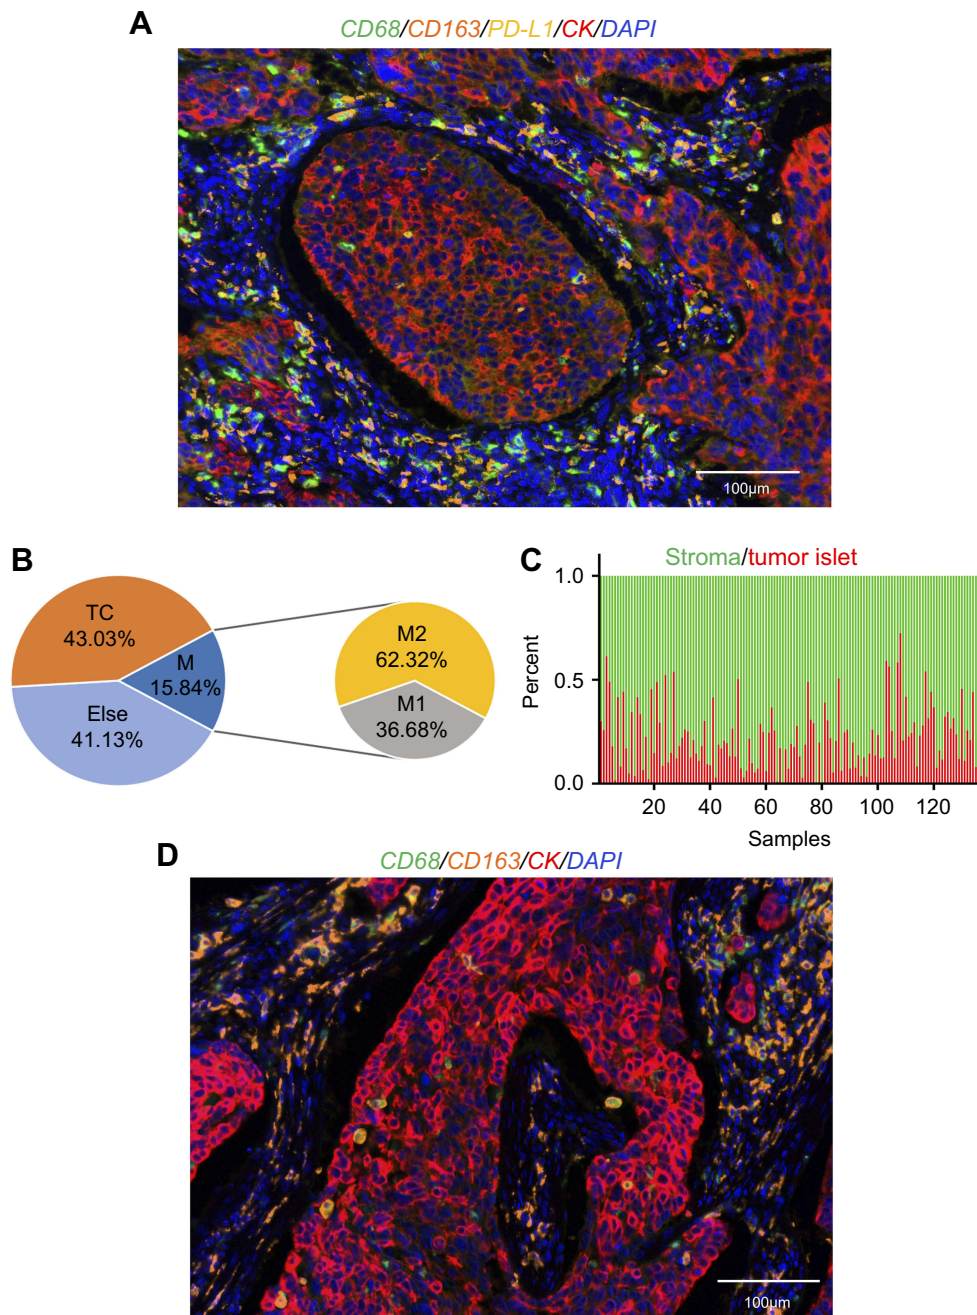 A
CD68/CD163/PD-L1/CK/DAPI
100μm
B
TC
43.03%
M
15.84%
Else
41.13%
M2
62.32%
M1
36.68%
C
Stroma/tumor islet
1.0
0.5
0.0
Percent
20 40 60 80 100 120
Samples
D
CD68/CD163/CK/DAPI
100μm